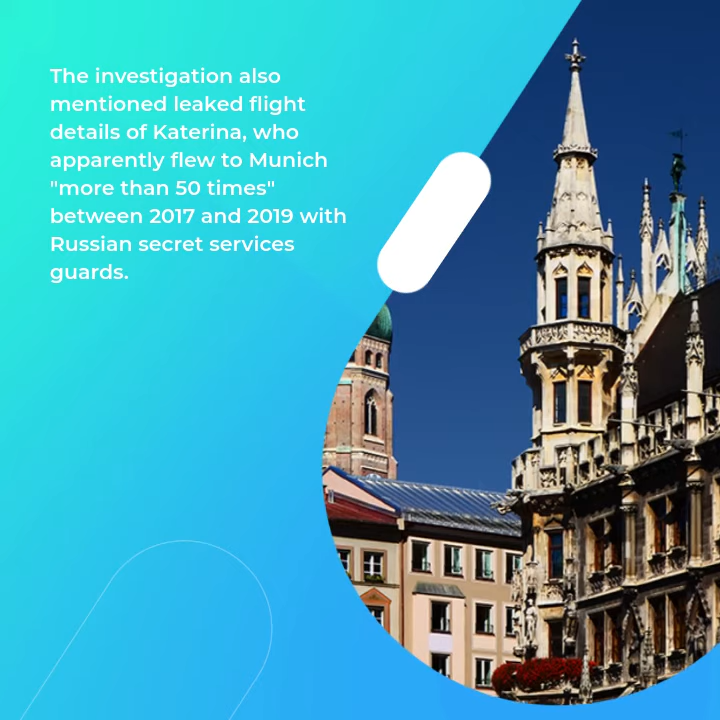 The investigation also
mentioned leaked flight
details of Katerina, who
apparently flew to Munich
"more than 50 times"
between 2017 and 2019 with
Russian secret services
guards.